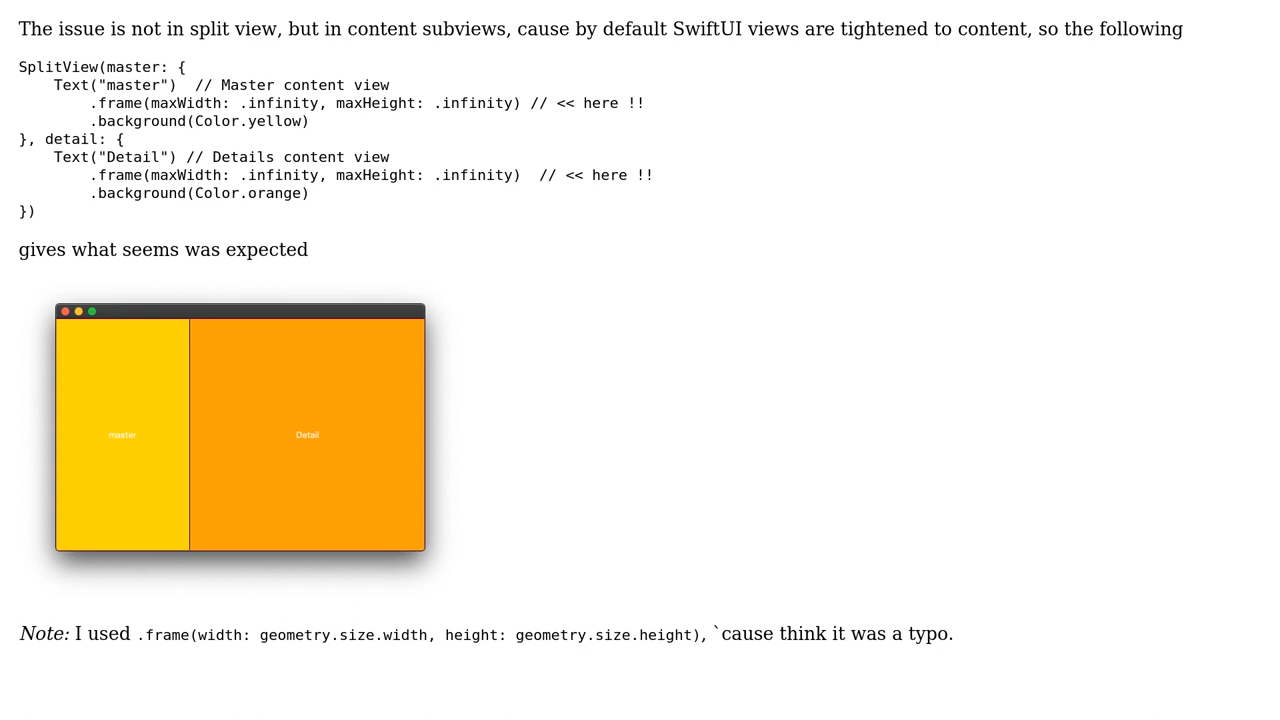 The issue is not in split view, but in content subviews, cause by default SwiftUI views are tightened to content, so the following
SplitView(master: {
    Text("master")  // Master content view
        .frame(maxWidth: .infinity, maxHeight: .infinity) // << here !!
        .background(Color.yellow)
}, detail: {
    Text("Detail") // Details content view
        .frame(maxWidth: .infinity, maxHeight: .infinity)  // << here !!
        .background(Color.orange)
})
gives what seems was expected
master
Detail
Note: I used .frame(width: geometry.size.width, height: geometry.size.height), `cause think it was a typo.